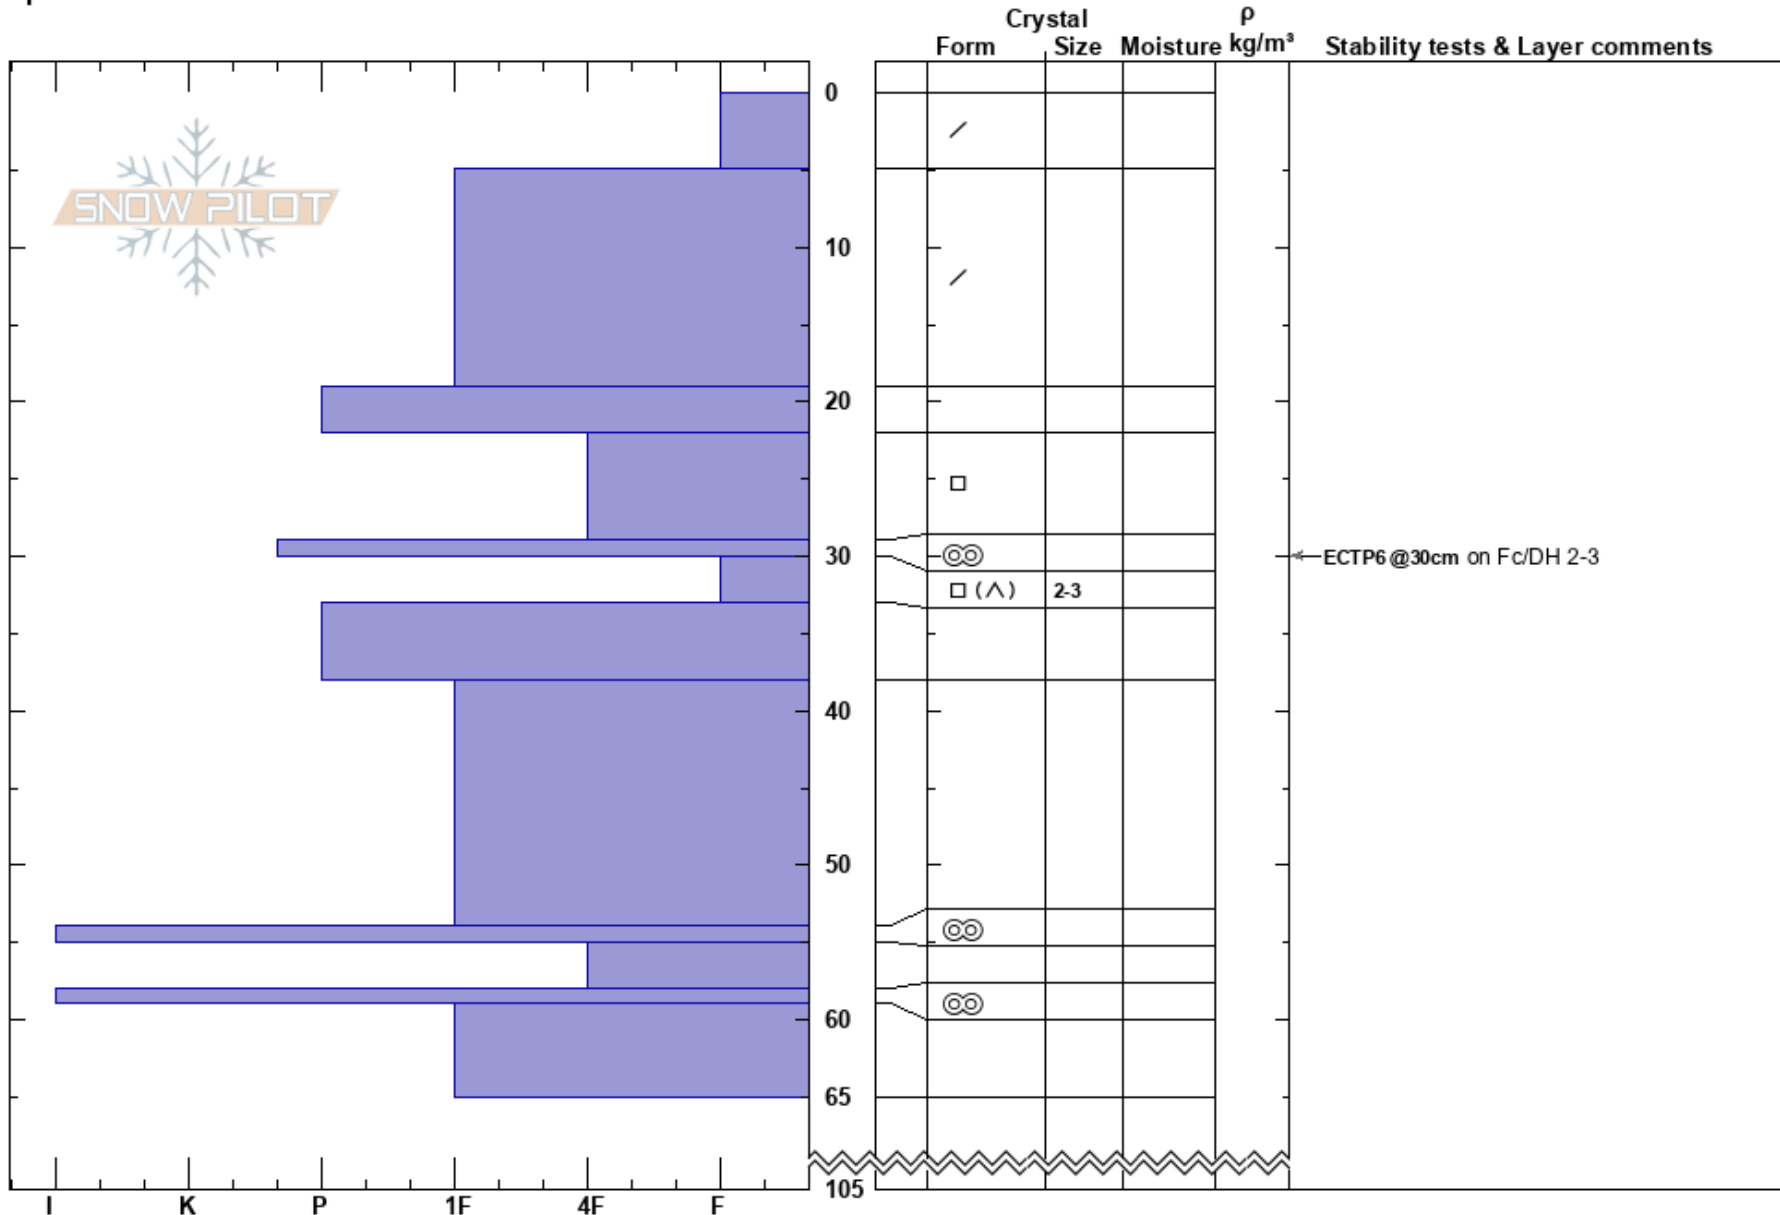 Crystal
ρ
Form Size Moisture kg/m³ Stability tests & Layer comments
0
SNOW PILOT
10
20
30
ECTP6 @30cm on Fc/DH 2-3
2-3
40
50
60
65
105
I K P 1F 4F F